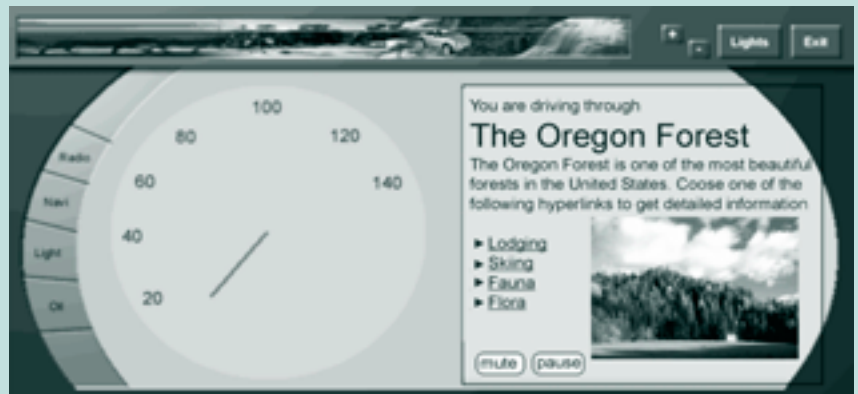 +
-
Lights
Exit
Radio
Navi
Light
Oil
20
40
60
80
100
120
140
You are driving through
The Oregon Forest
The Oregon Forest is one of the most beautiful
forests in the United States. Coose one of the
following hyperlinks to get detailed information
► Lodging
► Skiing
► Fauna
► Flora
mute
pause